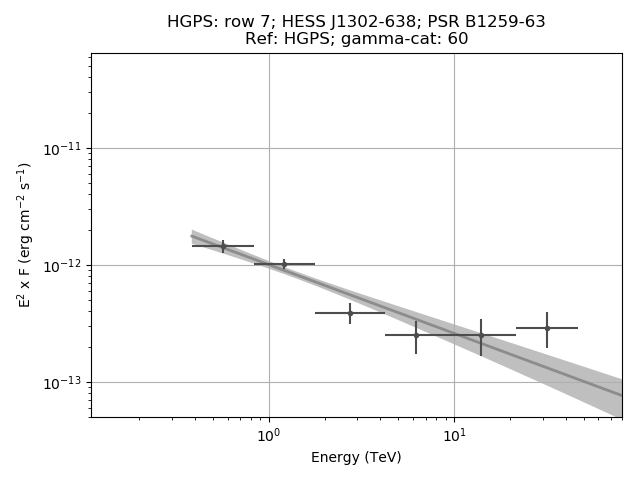 HGPS: row 7; HESS J1302-638; PSR B1259-63
Ref: HGPS; gamma-cat: 60
10⁻¹¹
10⁻¹²
10⁻¹³
E² x F (erg cm⁻² s⁻¹)
10⁰ 10¹
Energy (TeV)